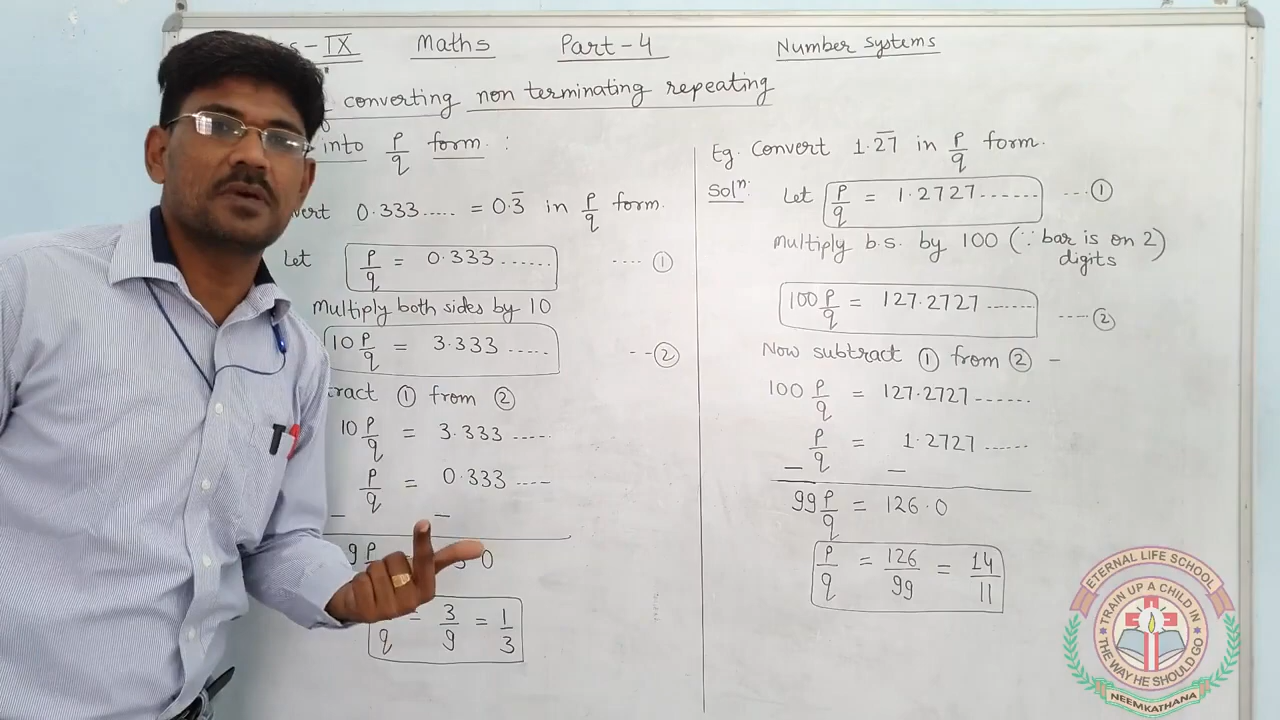 IX Maths Part-4 Number Systems
converting non terminating repeating
into p/q form :
0.333..... = 0.3̅ in p/q form.
Let p/q = 0.333...... ....①
Multiply both sides by 10
10 p/q = 3.333..... --②
① from ②
10 p/q = 3.333.....
p/q = 0.333....
9 p
q = 3/9 = 1/3
Eg. Convert 1.2̅7̅ in p/q form.
Solⁿ: Let p/q = 1.2727....... ...①
Multiply b.s. by 100 (∵ bar is on 2 digits)
100 p/q = 127.2727....... ....②
Now subtract ① from ② –
100 p/q = 127.2727......
p/q = 1.2727......
99 p/q = 126.0
p/q = 126/99 = 14/11
ETERNAL LIFE SCHOOL
TRAIN UP A CHILD IN
THE WAY HE SHOULD GO
NEEMKATHANA